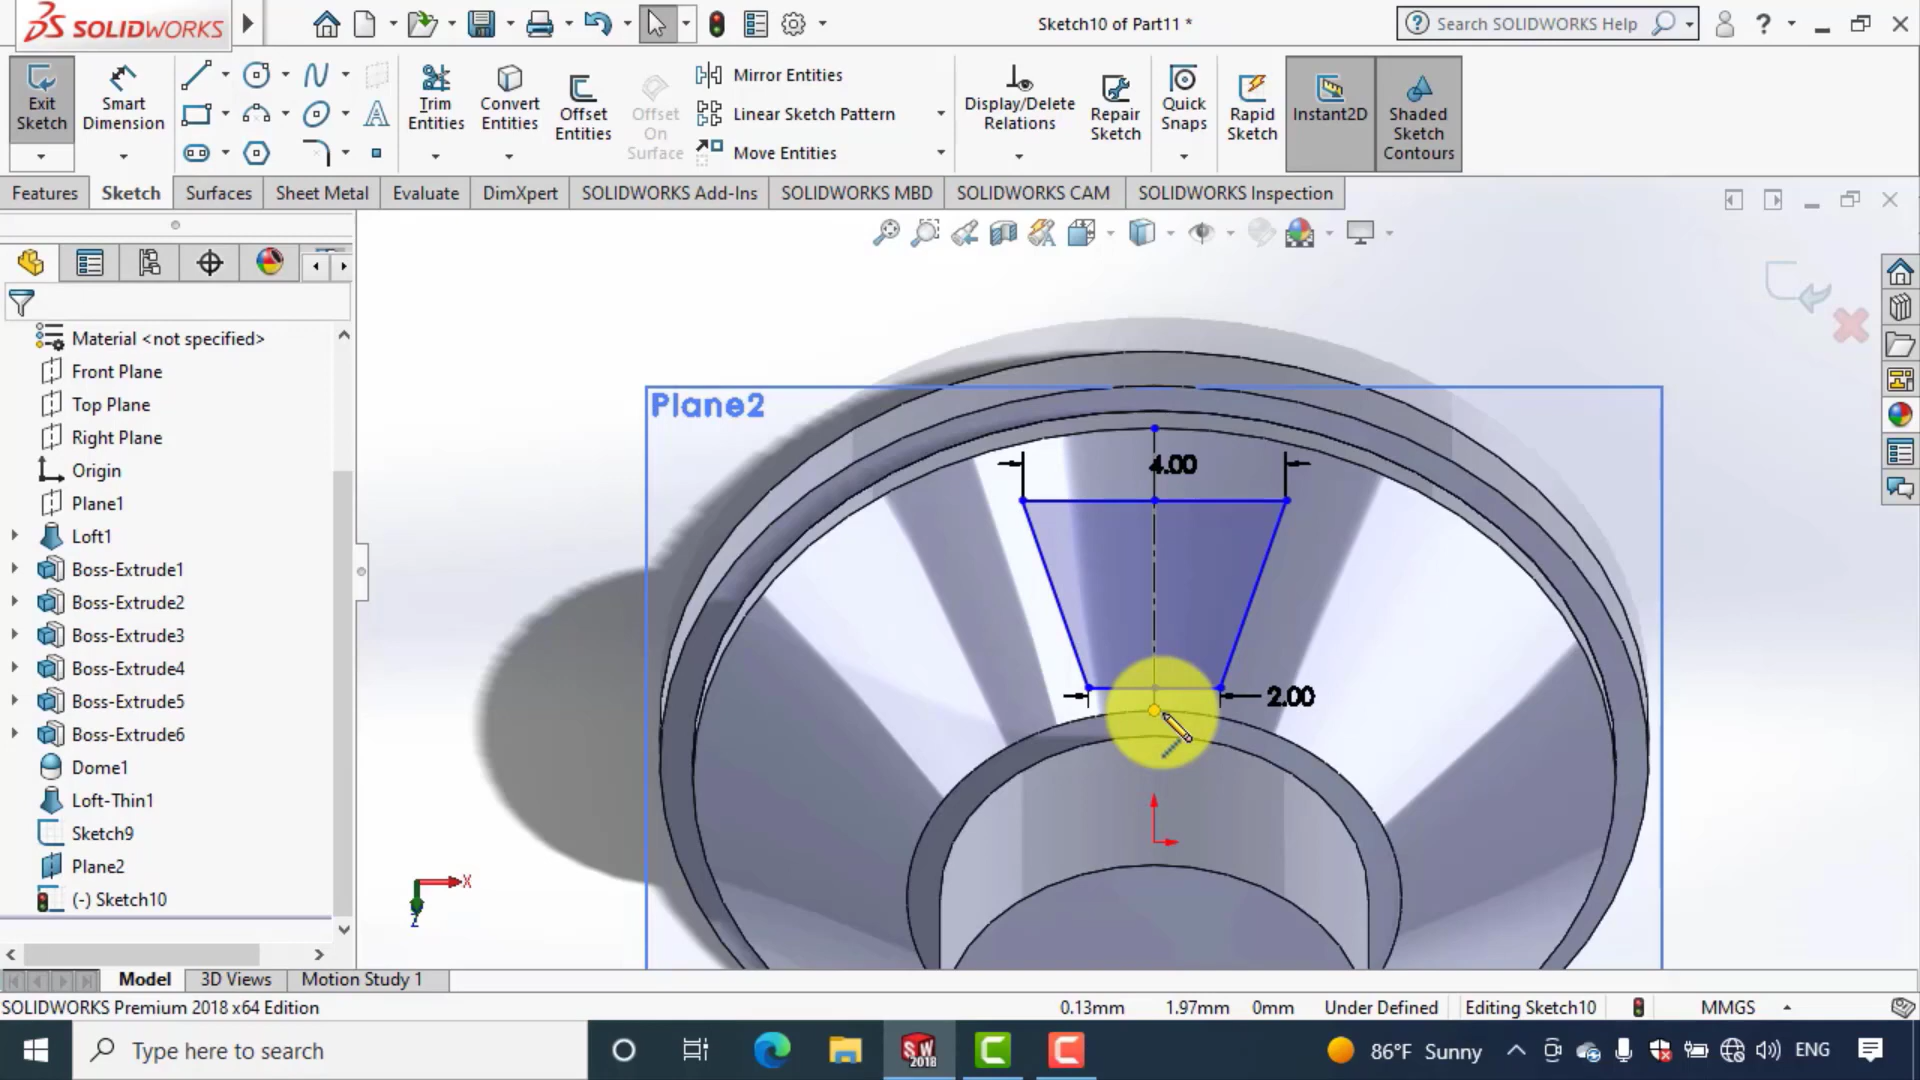 SOLIDWORKS
Sketch10 of Part11 *
Search SOLIDWORKS Help
?
Exit Sketch
Smart Dimension
Trim Entities
Convert Entities
Offset Entities
Offset On Surface
Mirror Entities
Linear Sketch Pattern
Move Entities
Display/Delete Relations
Repair Sketch
Quick Snaps
Rapid Sketch
Instant2D
Shaded Sketch Contours
Features
Sketch
Surfaces
Sheet Metal
Evaluate
DimXpert
SOLIDWORKS Add-Ins
SOLIDWORKS MBD
SOLIDWORKS CAM
SOLIDWORKS Inspection
Material <not specified>
Front Plane
Top Plane
Right Plane
Origin
Plane1
Loft1
Boss-Extrude1
Boss-Extrude2
Boss-Extrude3
Boss-Extrude4
Boss-Extrude5
Boss-Extrude6
Dome1
Loft-Thin1
Sketch9
Plane2
(-) Sketch10
Plane2
4.00
2.00
X
Z
Model
3D Views
Motion Study 1
SOLIDWORKS Premium 2018 x64 Edition
0.13mm
1.97mm
0mm
Under Defined
Editing Sketch10
MMGS
Type here to search
SW
2018
86°F Sunny
ENG